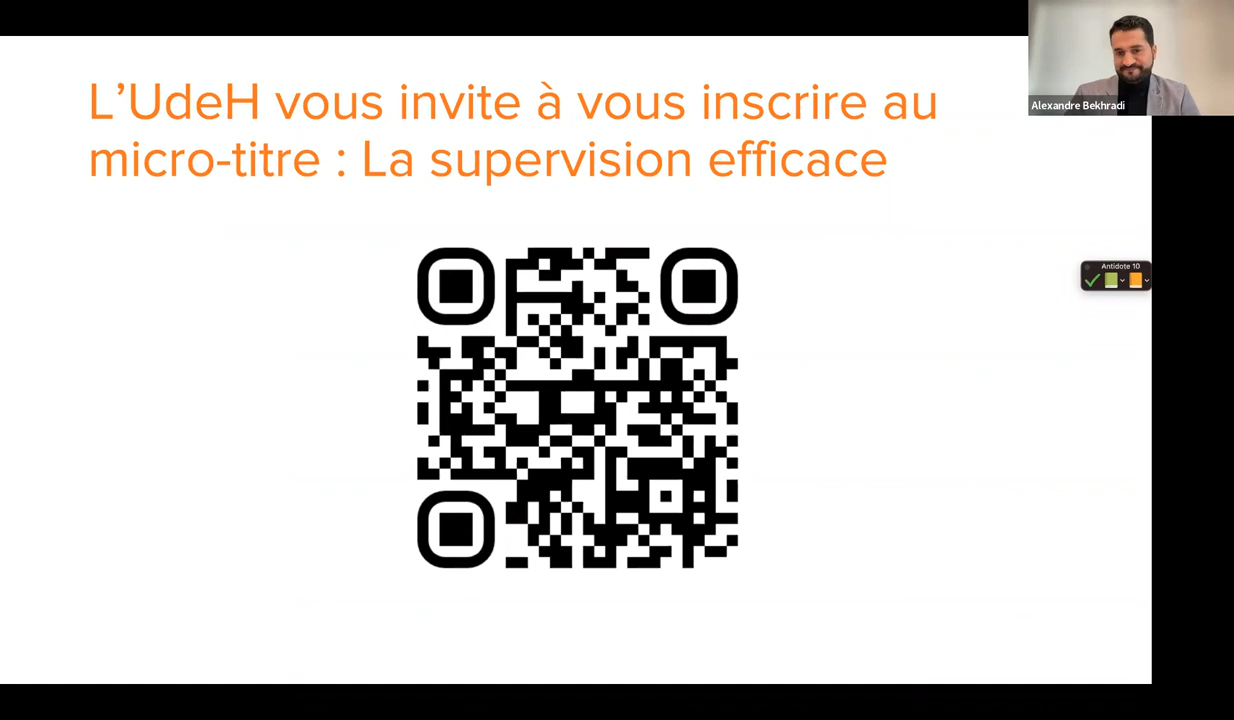 L’UdeH vous invite à vous inscrire au
micro-titre : La supervision efficace
Alexandre Bekhradi
Antidote 10